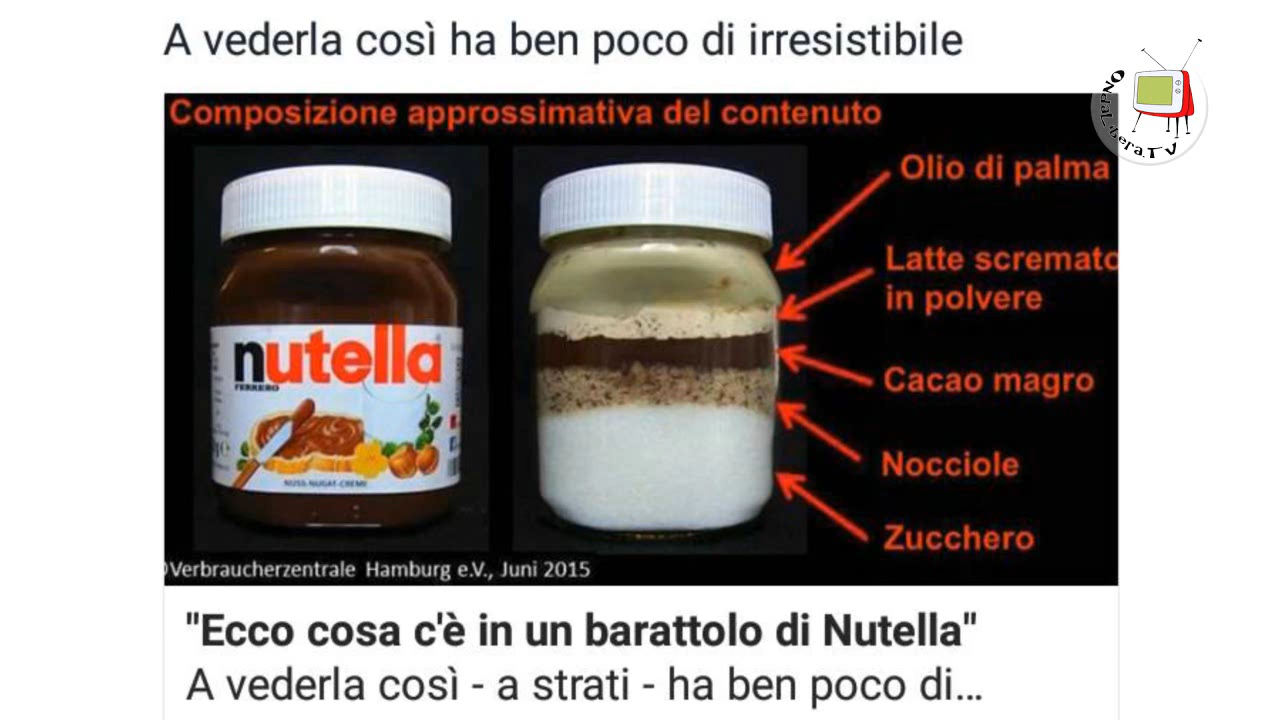 A vederla così ha ben poco di irresistibile
OndaLiberaTV
Composizione approssimativa del contenuto
Olio di palma
Latte scremato
in polvere
Cacao magro
Nocciole
Zucchero
nutella
FERRERO
NUSS-NUGAT-CREME
Verbraucherzentrale Hamburg e.V., Juni 2015
"Ecco cosa c'è in un barattolo di Nutella"
A vederla così - a strati - ha ben poco di...